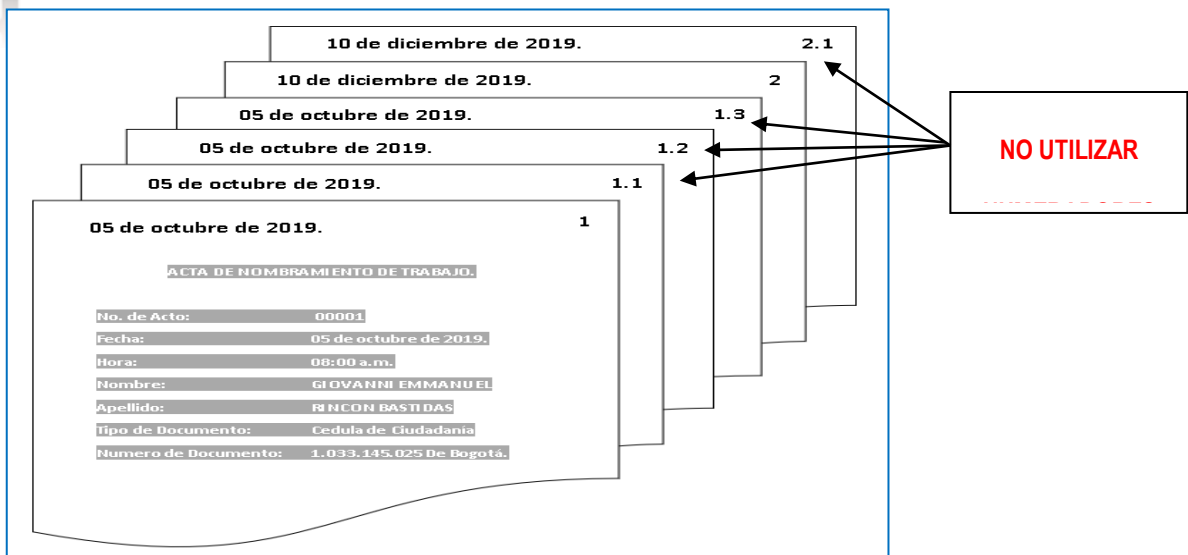 10 de diciembre de 2019. 2.1
10 de diciembre de 2019. 2
05 de octubre de 2019. 1.3
05 de octubre de 2019. 1.2
05 de octubre de 2019. 1.1
05 de octubre de 2019. 1
ACTA DE NOMBRAMIENTO DE TRABAJO.
No. de Acto: 00001
Fecha: 05 de octubre de 2019.
Hora: 08:00 a.m.
Nombre: GIOVANNI EMMANUEL
Apellido: RINCON BASTIDAS
Tipo de Documento: Cedula de Ciudadanía
Numero de Documento: 1.033.145.025 De Bogotá.
NO UTILIZAR